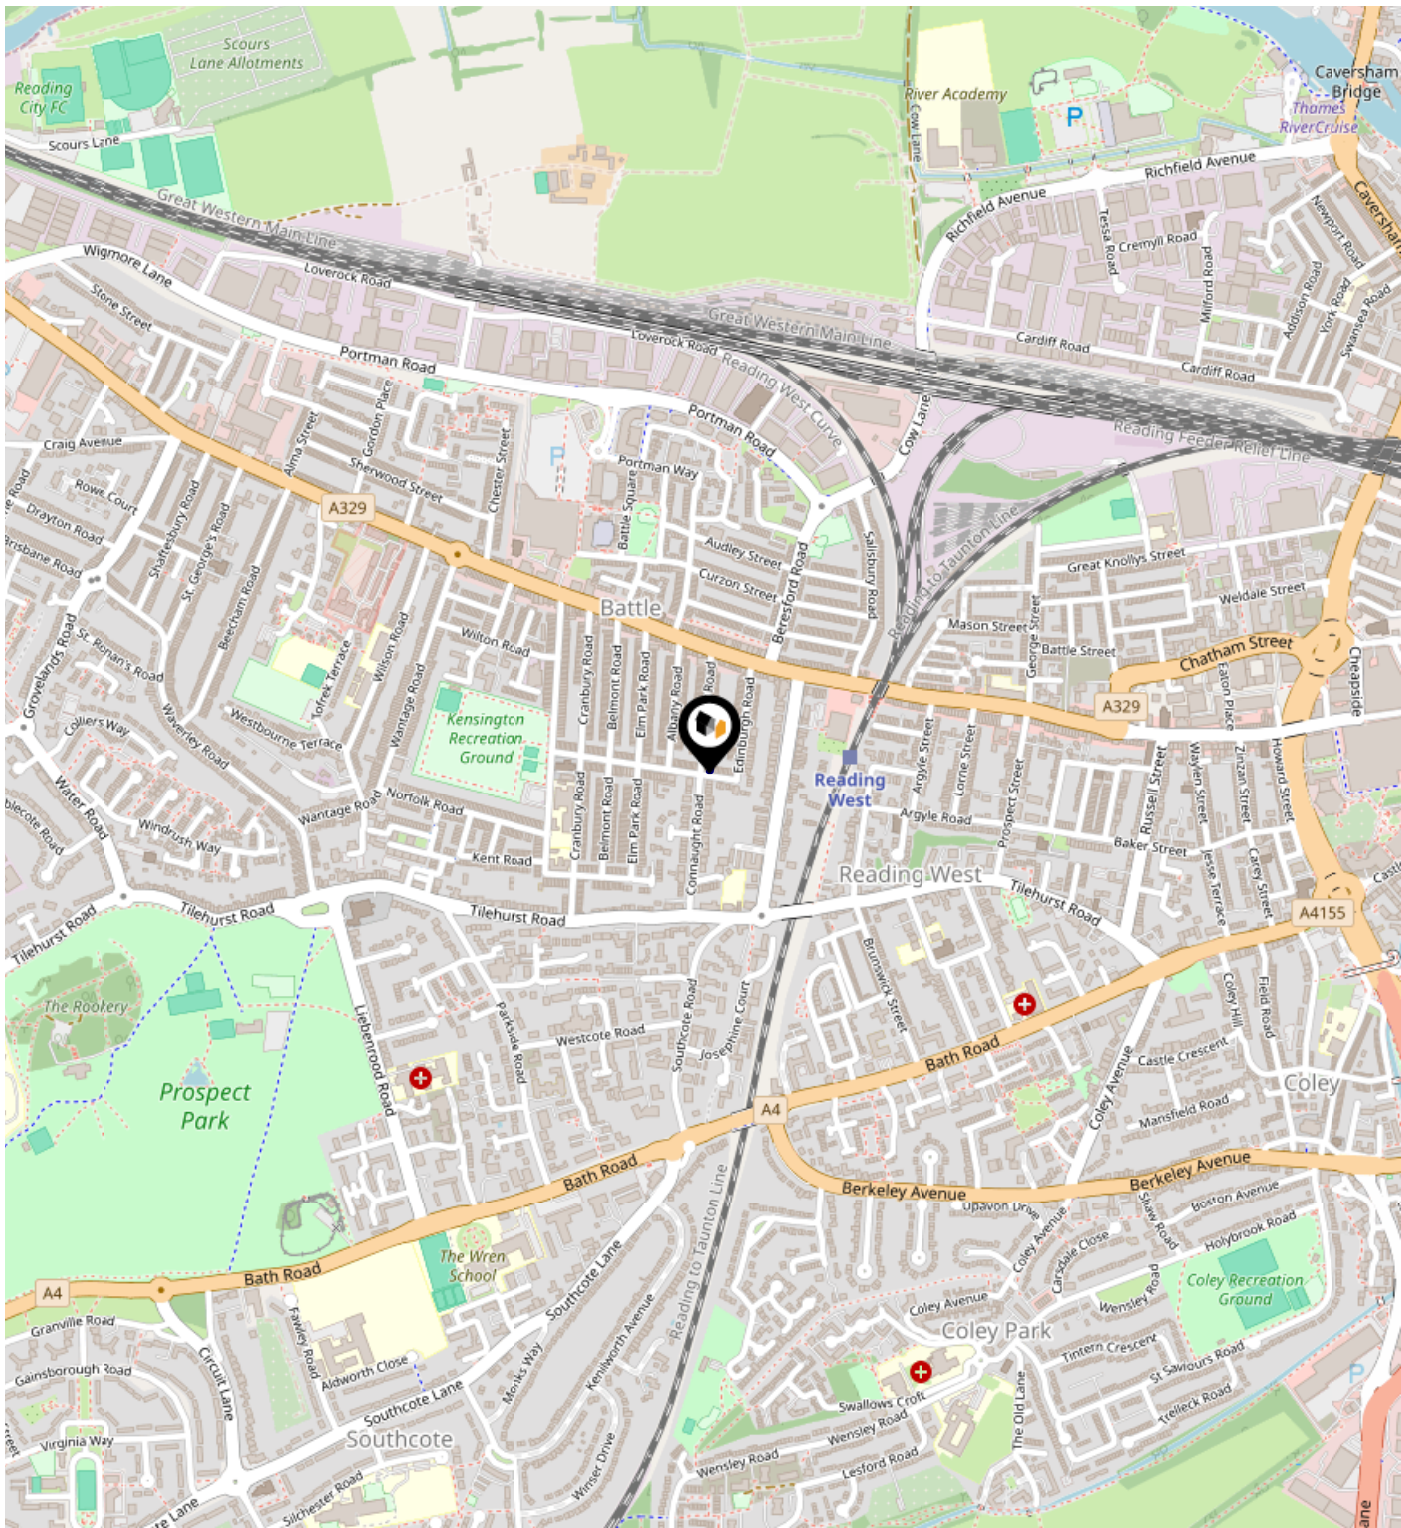 Scours
Lane Allotments
Reading
City FC
Scours Lane
River Academy
Cow Lane
P
Caversham
Bridge
Thames
RiverCruise
Richfield Avenue
Richfield Avenue
Caversham
Newport Road
Tessa Road
Cremyll Road
Milford Road
Addison Road
York Road
Swansea Road
Cardiff Road
Cardiff Road
Great Western Main Line
Wigmore Lane
Loverock Road
Stone Street
Portman Road
Great Western Main Line
Loverock Road
Reading West Curve
Portman Road
Cow Lane
Reading Feeder Relief Line
Craig Avenue
Alma Street
Gordon Place
Sherwood Street
Chester Street
P
Portman Way
Battle Square
Rowe Court
Drayton Road
Brisbane Road
Shaftesbury Road
St. George's Road
Beecham Road
A329
Audley Street
Curzon Street
Beresford Road
Salisbury Road
Reading to Taunton Line
Great Knollys Street
Weldale Street
Battle
Mason Street
George Street
Battle Street
Chatham Street
Eaton Place
Cheapside
A329
Grovelands Road
St. Ronan's Road
Colliers Way
Waverley Road
Westbourne Terrace
Tofrek Terrace
Wilson Road
Wantage Road
Wilton Road
Kensington
Recreation
Ground
Cranbury Road
Belmont Road
Elm Park Road
Albany Road
Road
Edinburgh Road
Reading
West
Argyle Street
Lorne Street
Prospect Street
Russell Street
Waylen Street
Zinzan Street
Howard Street
Water Road
Windrush Way
Wantage Road
Norfolk Road
Kent Road
Cranbury Road
Belmont Road
Elm Park Road
Connaught Road
Argyle Road
Baker Street
Jesse Terrace
Carey Street
Reading West
Tilehurst Road
Tilehurst Road
Tilehurst Road
Tilehurst Road
A4155
The Rookery
Liebenrood Road
Parkside Road
Westcote Road
Southcote Road
Josephine Court
Brunswick Street
Coley Hill
Field Road
Bath Road
Castle Crescent
Coley
Coley Avenue
Mansfield Road
Prospect
Park
A4
Bath Road
Berkeley Avenue
Berkeley Avenue
Upavon Drive
Shaw Road
Boston Avenue
Holybrook Road
Bath Road
The Wren
School
Southcote Lane
Reading to Taunton Line
Coley Avenue
Carsdale Close
Coley Recreation
Ground
Wensley Road
A4
Granville Road
Gainsborough Road
Circuit Lane
Fawley Road
Aldworth Close
Monks Way
Kenilworth Avenue
Coley Avenue
Coley Park
Tintern Crescent
St Saviours Road
Trelleck Road
P
Swallows Croft
Wensley Road
The Old Lane
Southcote Lane
Southcote
Virginia Way
Silchester Road
Winser Drive
Wensley Road
Lesford Road